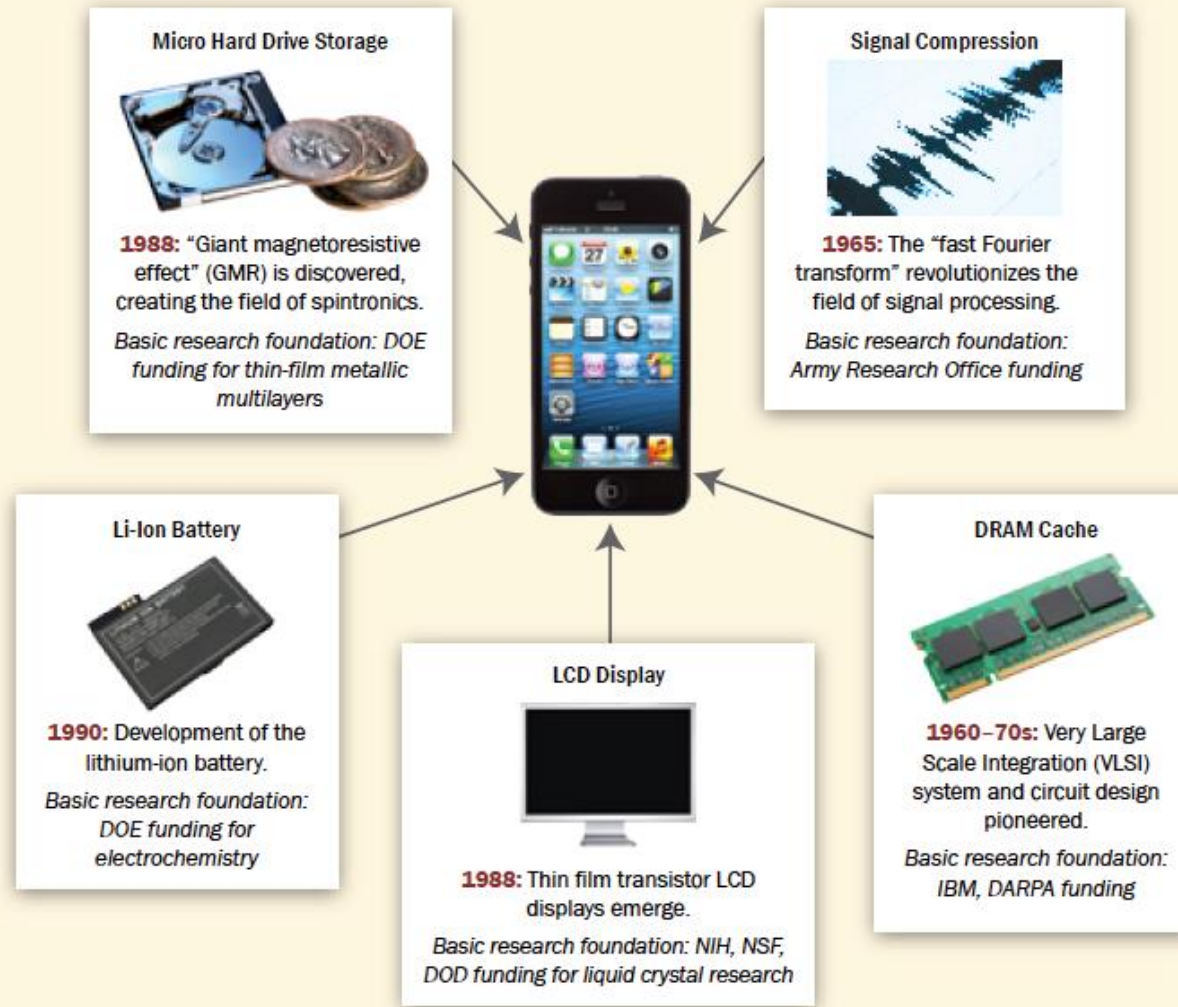 Micro Hard Drive Storage
1988: “Giant magnetoresistive
effect” (GMR) is discovered,
creating the field of spintronics.
Basic research foundation: DOE
funding for thin-film metallic
multilayers
Signal Compression
1965: The “fast Fourier
transform” revolutionizes the
field of signal processing.
Basic research foundation:
Army Research Office funding
27
Li-Ion Battery
1990: Development of the
lithium-ion battery.
Basic research foundation:
DOE funding for
electrochemistry
LCD Display
1988: Thin film transistor LCD
displays emerge.
Basic research foundation: NIH, NSF,
DOD funding for liquid crystal research
DRAM Cache
1960–70s: Very Large
Scale Integration (VLSI)
system and circuit design
pioneered.
Basic research foundation:
IBM, DARPA funding